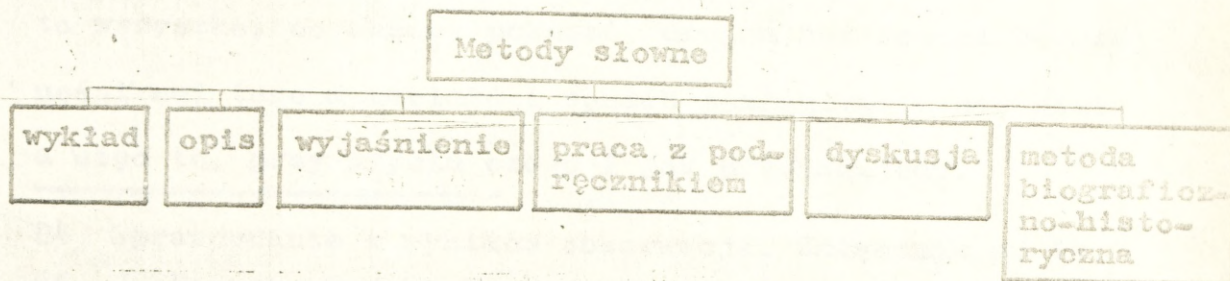 Metody słowne
wykład
opis
wyjaśnienie
praca z pod-
ręcznikiem
dyskusja
metoda
biograficz-
no-histo-
ryczna